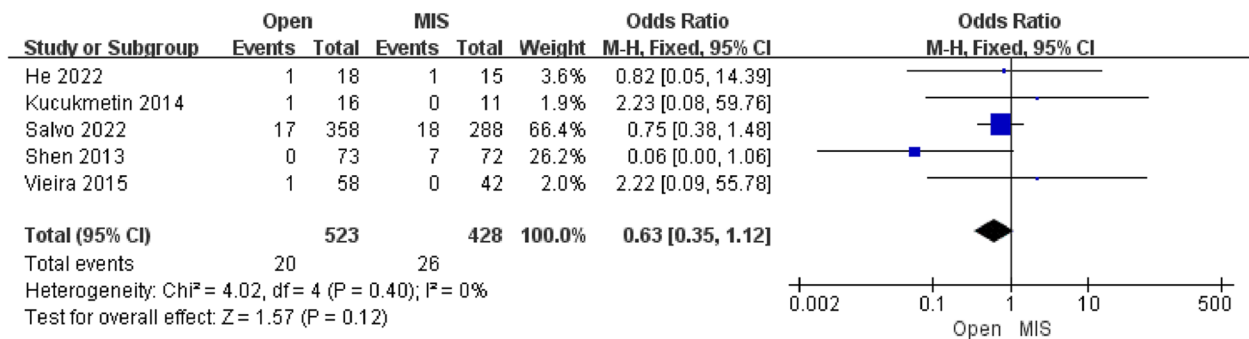 Open MIS Odds Ratio Odds Ratio
Study or Subgroup Events Total Events Total Weight M-H, Fixed, 95% CI M-H, Fixed, 95% CI
He 2022 1 18 1 15 3.6% 0.82 [0.05, 14.39]
Kucukmetin 2014 1 16 0 11 1.9% 2.23 [0.08, 59.76]
Salvo 2022 17 358 18 288 66.4% 0.75 [0.38, 1.48]
Shen 2013 0 73 7 72 26.2% 0.06 [0.00, 1.06]
Vieira 2015 1 58 0 42 2.0% 2.22 [0.09, 55.78]
Total (95% CI) 523 428 100.0% 0.63 [0.35, 1.12]
Total events 20 26
Heterogeneity: Chi² = 4.02, df = 4 (P = 0.40); I² = 0%
Test for overall effect: Z = 1.57 (P = 0.12)
0.002 0.1 1 10 500
Open MIS